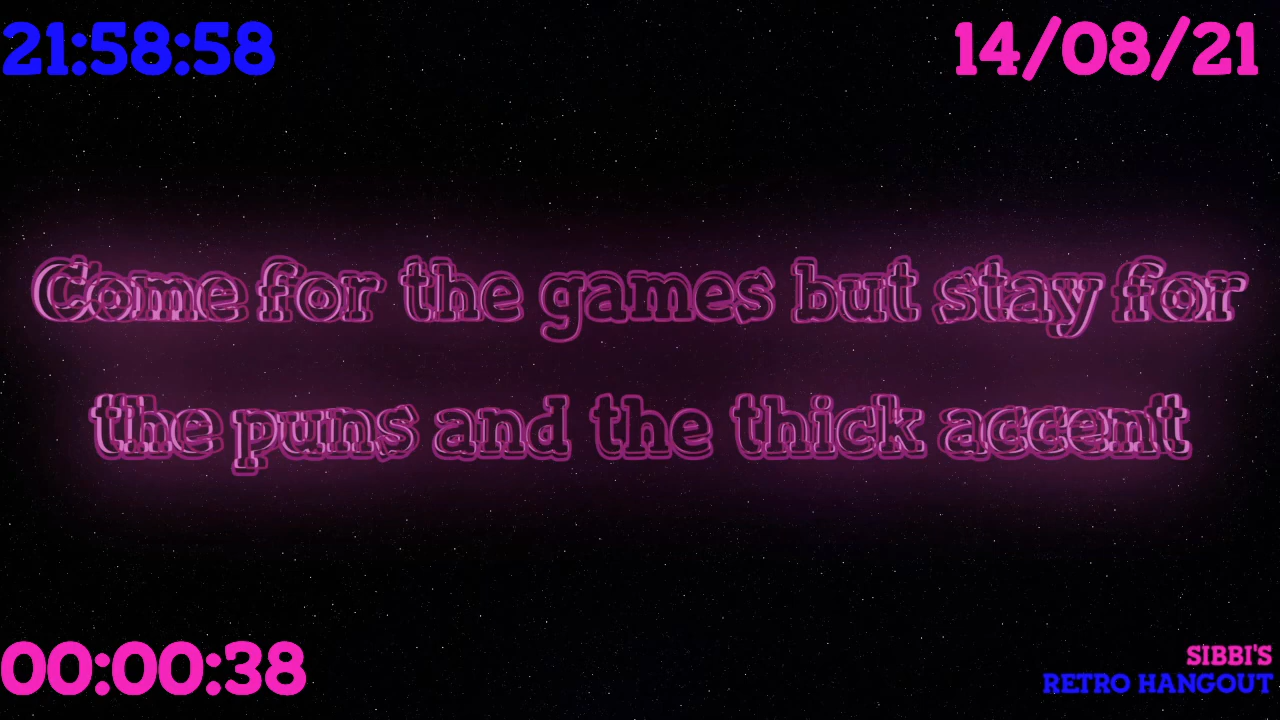 21:58:58
14/08/21
Come for the games but stay for
the puns and the thick accent
00:00:38
SIBBI'S
RETRO HANGOUT